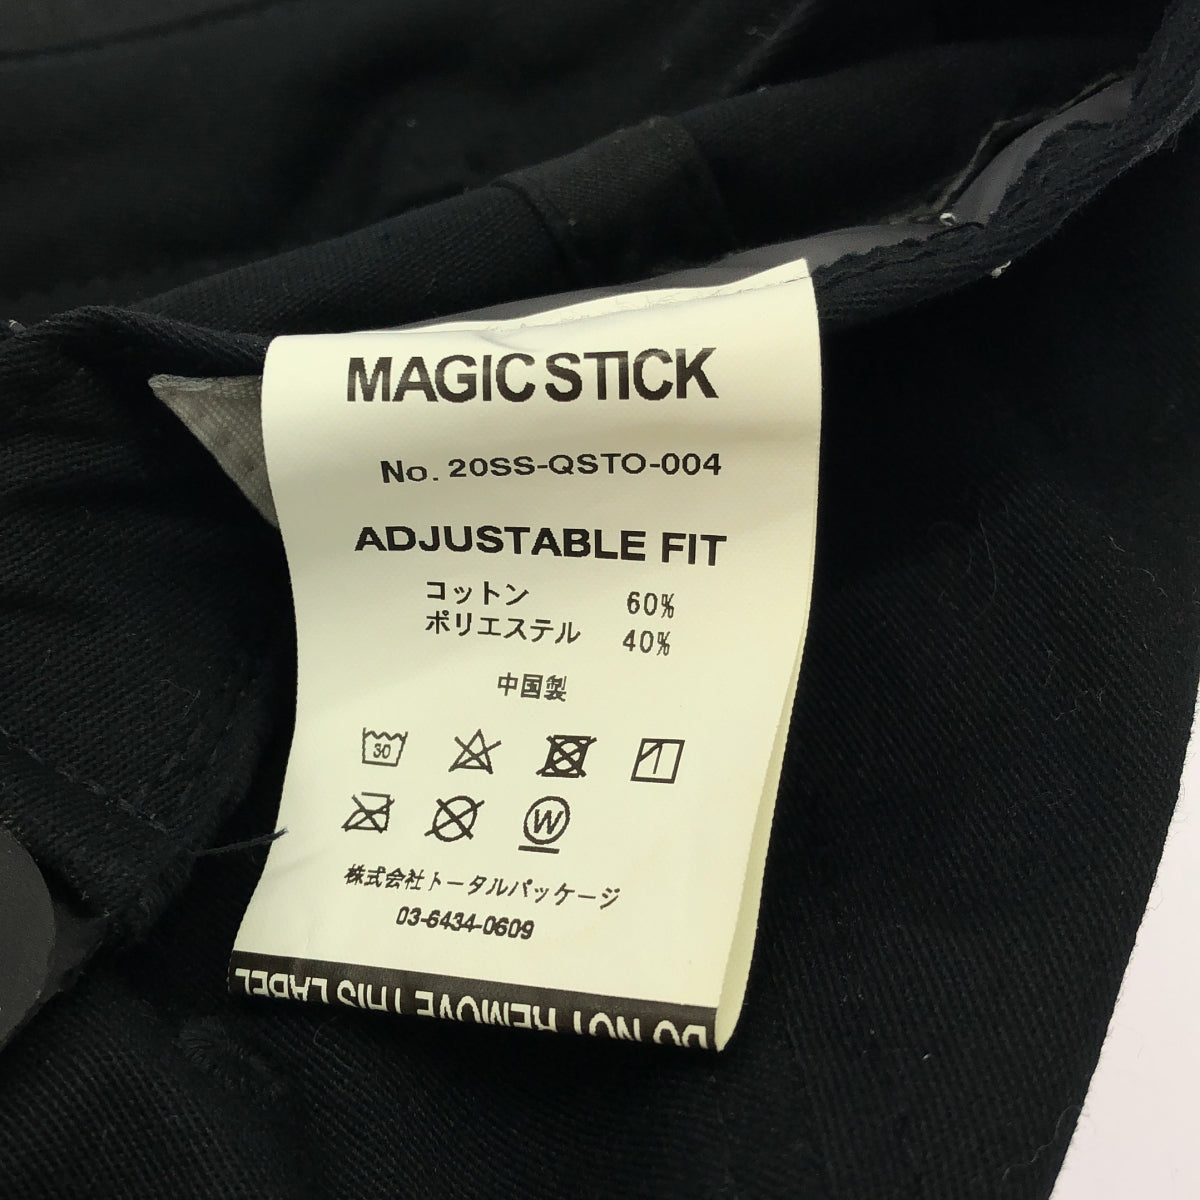 MAGIC STICK
No. 20SS-QSTO-004
ADJUSTABLE FIT
コットン 60%
ポリエステル 40%
中国製
30
W
株式会社トータルパッケージ
03-6434-0609
DO NOT REMOVE THIS LABEL